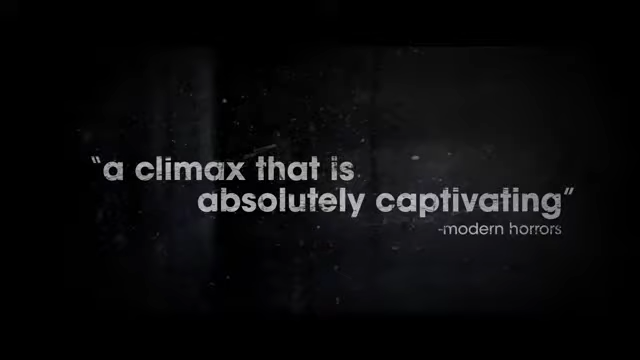 “a climax that is
absolutely captivating”
-modern horrors